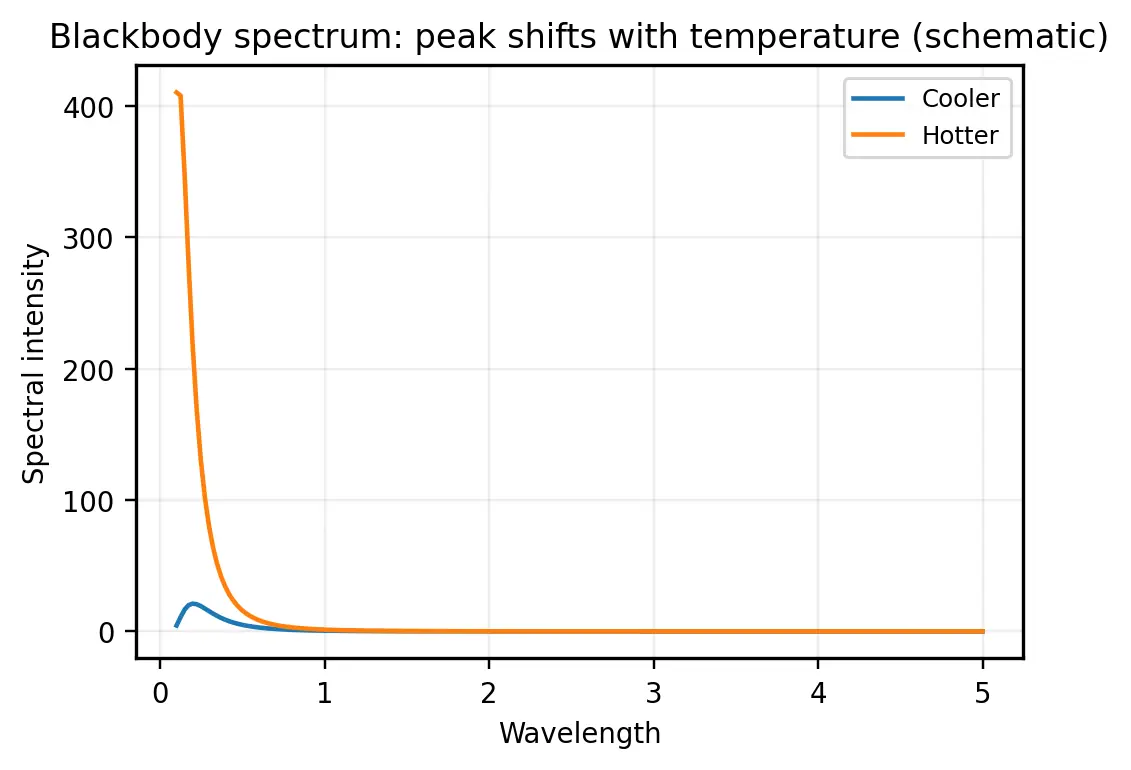 Blackbody spectrum: peak shifts with temperature (schematic)
Cooler
Hotter
Spectral intensity
400
300
200
100
0
0 1 2 3 4 5
Wavelength